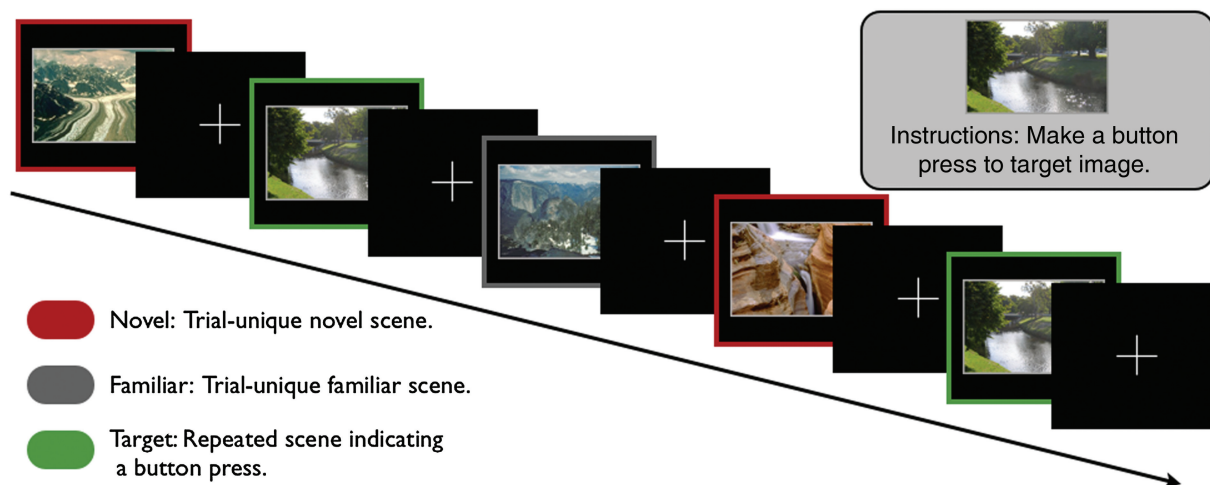 Instructions: Make a button
press to target image.
Novel: Trial-unique novel scene.
Familiar: Trial-unique familiar scene.
Target: Repeated scene indicating
a button press.